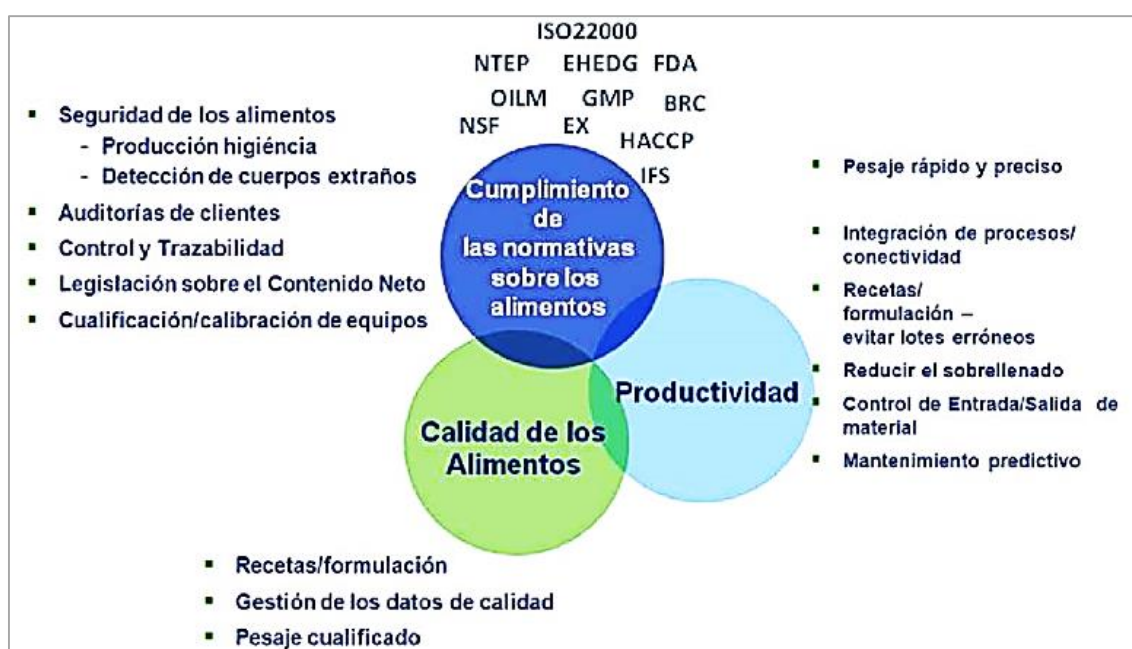 ISO22000
NTEP EHEDG FDA
OILM GMP BRC
NSF EX HACCP
IFS
▪ Seguridad de los alimentos
- Producción higiéncia
- Detección de cuerpos extraños
▪ Auditorías de clientes
▪ Control y Trazabilidad
▪ Legislación sobre el Contenido Neto
▪ Cualificación/calibración de equipos
Cumplimiento
de
las normativas
sobre los
alimentos
▪ Pesaje rápido y preciso
▪ Integración de procesos/
conectividad
▪ Recetas/
formulación –
evitar lotes erróneos
▪ Reducir el sobrellenado
▪ Control de Entrada/Salida de
material
▪ Mantenimiento predictivo
Productividad
Calidad de los
Alimentos
▪ Recetas/formulación
▪ Gestión de los datos de calidad
▪ Pesaje cualificado